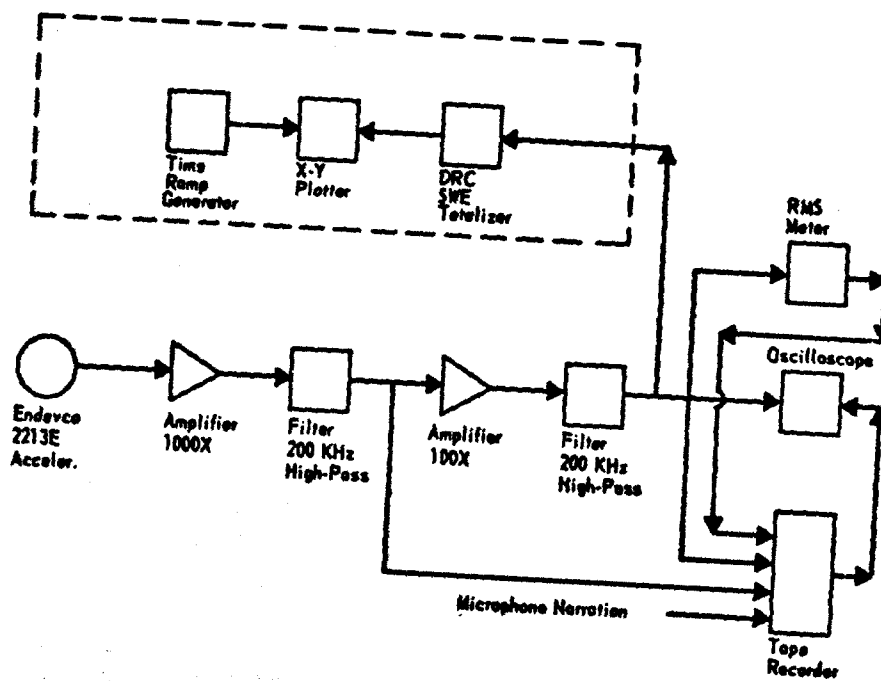 Time
Ramp
Generator
X-Y
Plotter
DRC
SWE
Totalizer
RMS
Meter
Oscilloscope
Endevco
2213E
Acceler.
Amplifier
1000X
Filter
200 KHz
High-Pass
Amplifier
100X
Filter
200 KHz
High-Pass
Microphone Narration
Tape
Recorder